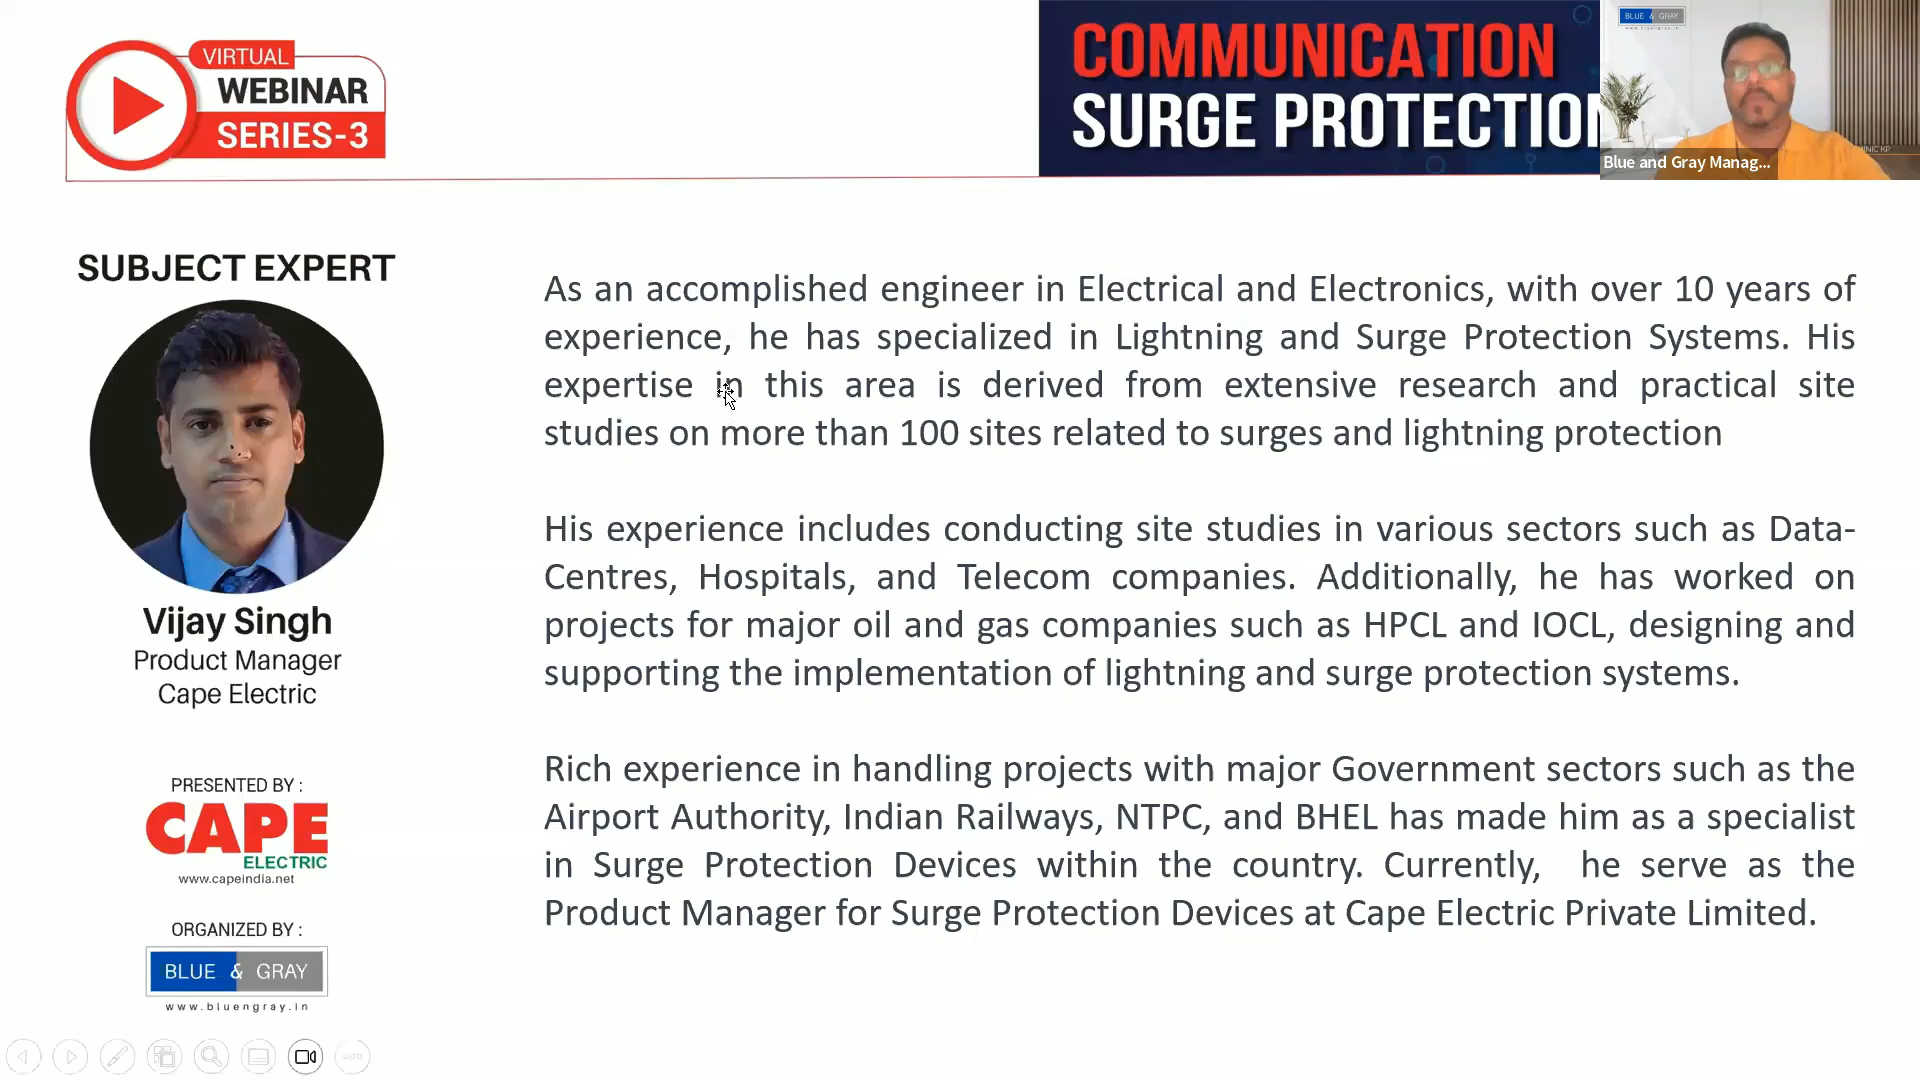 VIRTUAL
WEBINAR
SERIES-3
COMMUNICATION
SURGE PROTECTION
BLUE & GRAY
Blue and Gray Manag...
SUBJECT EXPERT
Vijay Singh
Product Manager
Cape Electric
PRESENTED BY :
CAPE
ELECTRIC
www.capeindia.net
ORGANIZED BY :
BLUE & GRAY
www.bluengray.in
As an accomplished engineer in Electrical and Electronics, with over 10 years of
experience, he has specialized in Lightning and Surge Protection Systems. His
expertise in this area is derived from extensive research and practical site
studies on more than 100 sites related to surges and lightning protection
His experience includes conducting site studies in various sectors such as Data-
Centres, Hospitals, and Telecom companies. Additionally, he has worked on
projects for major oil and gas companies such as HPCL and IOCL, designing and
supporting the implementation of lightning and surge protection systems.
Rich experience in handling projects with major Government sectors such as the
Airport Authority, Indian Railways, NTPC, and BHEL has made him as a specialist
in Surge Protection Devices within the country. Currently, he serve as the
Product Manager for Surge Protection Devices at Cape Electric Private Limited.